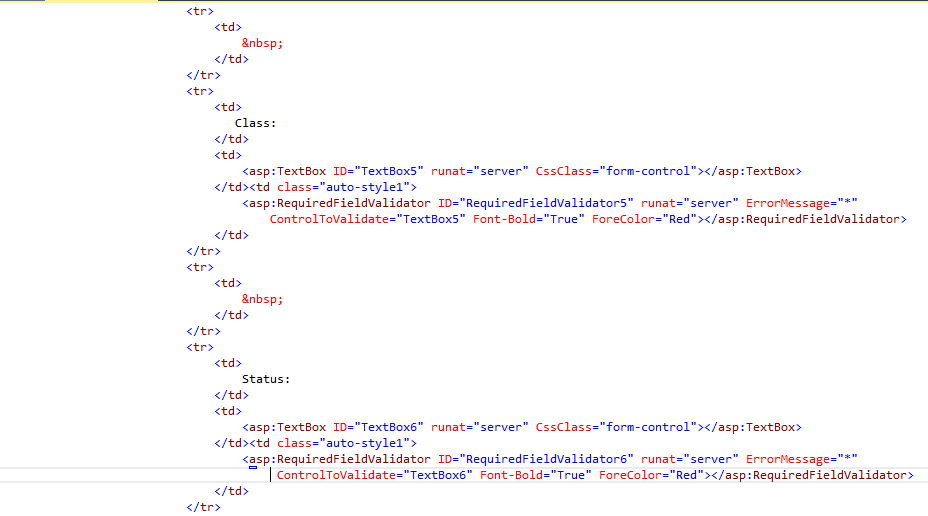 <tr>
<td>
&nbsp;
</td>
</tr>
<tr>
<td>
Class:
</td>
<td>
<asp:TextBox ID="TextBox5" runat="server" CssClass="form-control"></asp:TextBox>
</td><td class="auto-style1">
<asp:RequiredFieldValidator ID="RequiredFieldValidator5" runat="server" ErrorMessage="*"
ControlToValidate="TextBox5" Font-Bold="True" ForeColor="Red"></asp:RequiredFieldValidator>
</td>
</tr>
<tr>
<td>
&nbsp;
</td>
</tr>
<tr>
<td>
Status:
</td>
<td>
<asp:TextBox ID="TextBox6" runat="server" CssClass="form-control"></asp:TextBox>
</td><td class="auto-style1">
<asp:RequiredFieldValidator ID="RequiredFieldValidator6" runat="server" ErrorMessage="*"
ControlToValidate="TextBox6" Font-Bold="True" ForeColor="Red"></asp:RequiredFieldValidator>
</td>
</tr>